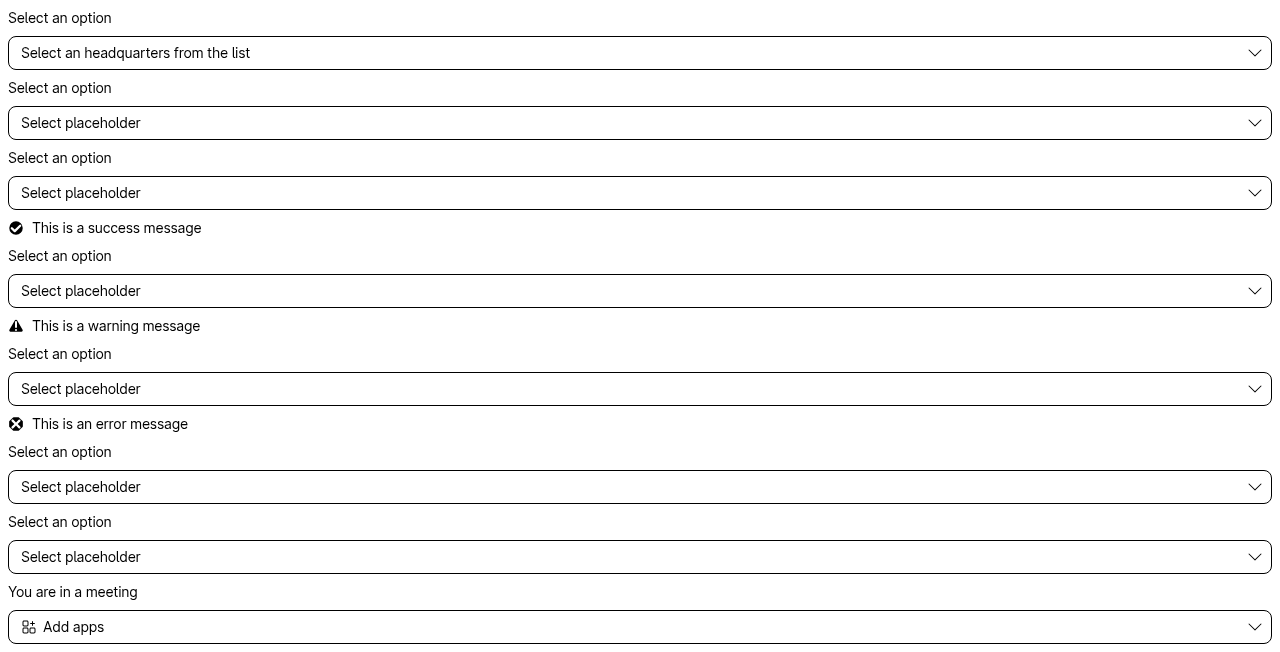 Select an option
Select an headquarters from the list
Select an option
Select placeholder
Select an option
Select placeholder
This is a success message
Select an option
Select placeholder
This is a warning message
Select an option
Select placeholder
This is an error message
Select an option
Select placeholder
Select an option
Select placeholder
You are in a meeting
Add apps